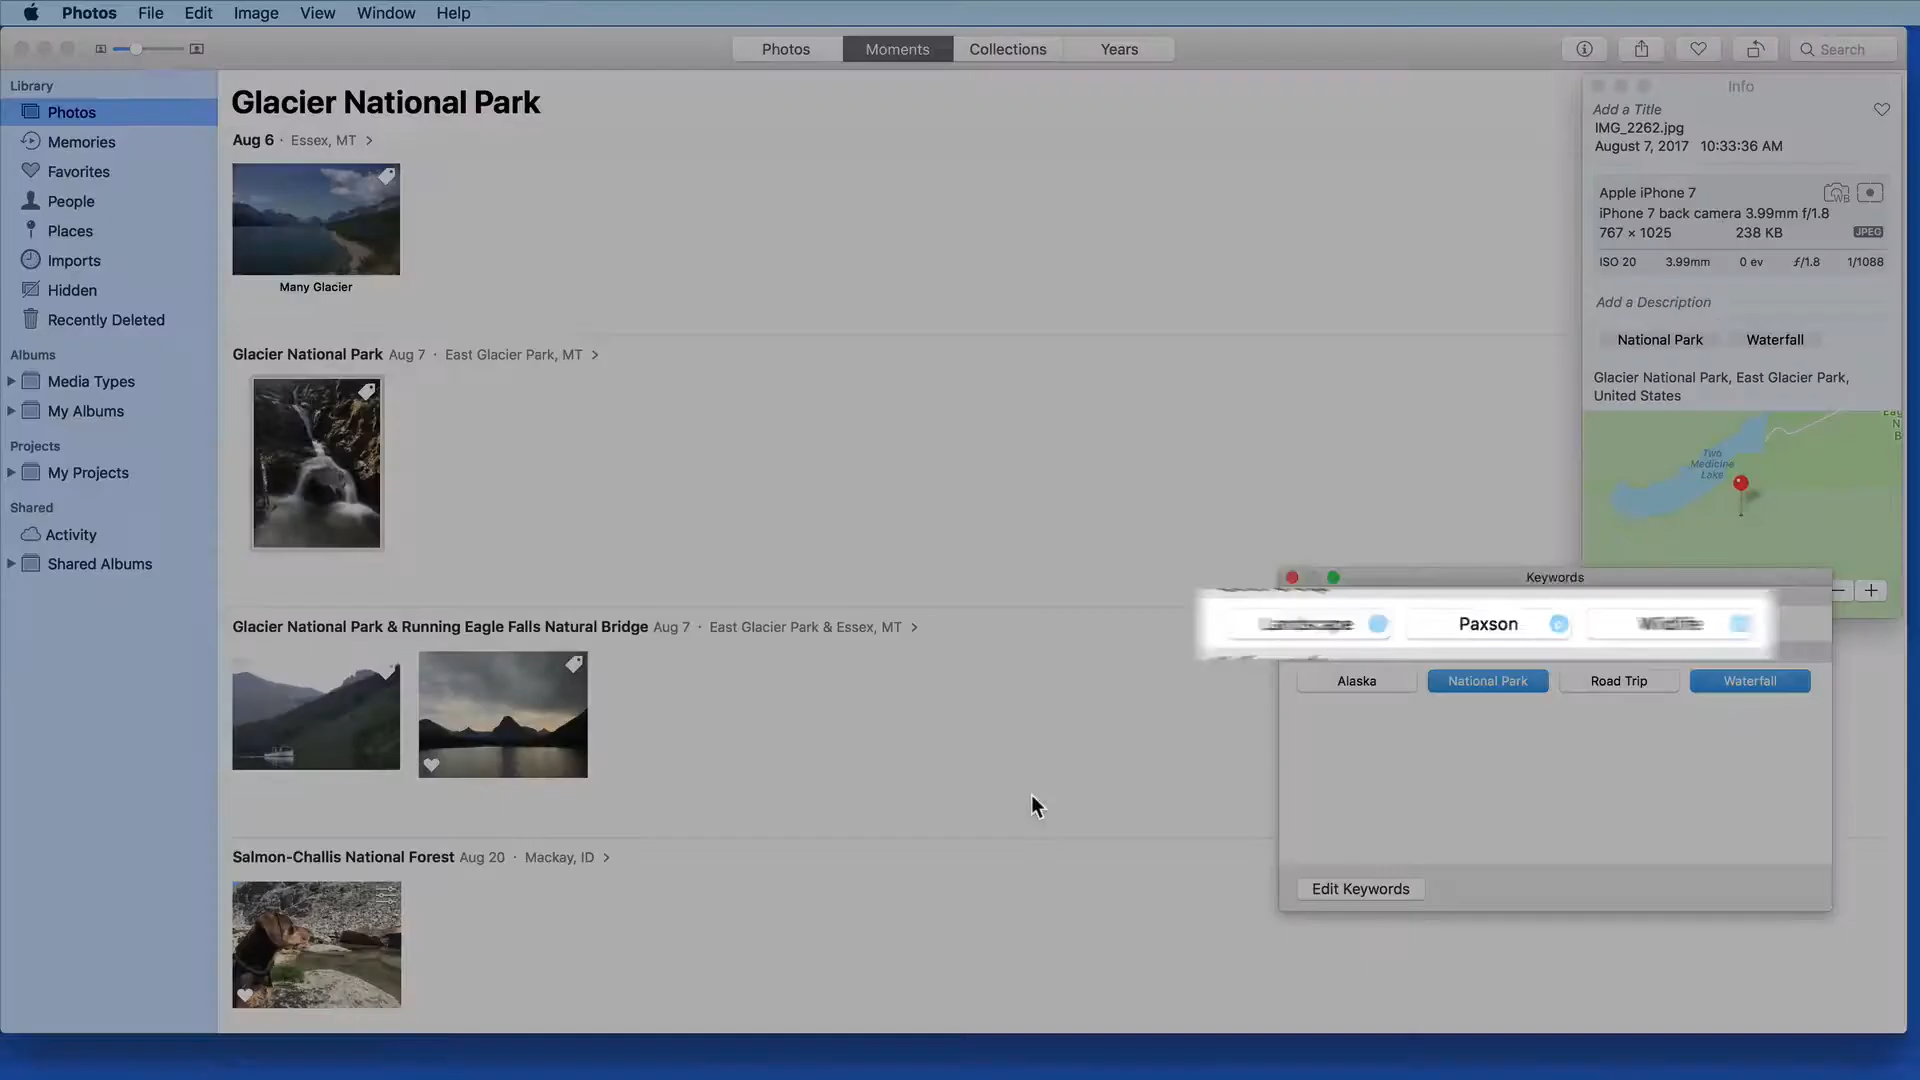 Photos File Edit Image View Window Help
Photos Moments Collections Years
Search
Library
Photos
Memories
Favorites
People
Places
Imports
Hidden
Recently Deleted
Albums
Media Types
My Albums
Projects
My Projects
Shared
Activity
Shared Albums
Glacier National Park
Aug 6 · Essex, MT >
Many Glacier
Glacier National Park Aug 7 · East Glacier Park, MT >
Glacier National Park & Running Eagle Falls Natural Bridge Aug 7 · East Glacier Park & Essex, MT >
Salmon-Challis National Forest Aug 20 · Mackay, ID >
Info
Add a Title
IMG_2262.jpg
August 7, 2017 10:33:36 AM
Apple iPhone 7
WB
iPhone 7 back camera 3.99mm f/1.8
767 × 1025 238 KB JPEG
ISO 20 3.99mm 0 ev ƒ/1.8 1/1088
Add a Description
National Park Waterfall
Glacier National Park, East Glacier Park,
United States
Two
Medicine
Lake
N
B
Keywords
Landscape Paxson Wildlife
Alaska National Park Road Trip Waterfall
Edit Keywords